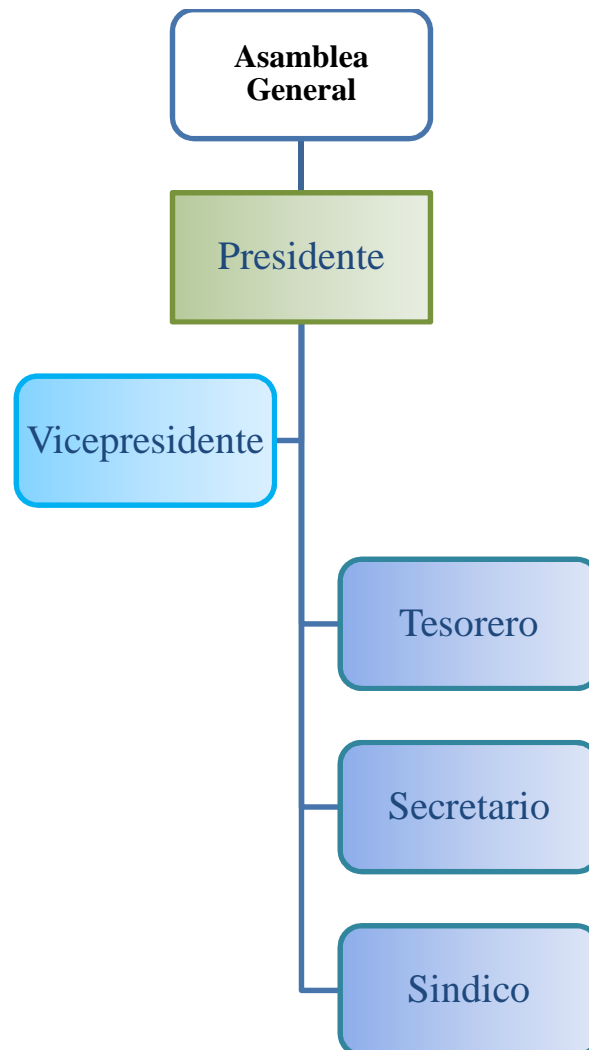 Asamblea
General
Presidente
Vicepresidente
Tesorero
Secretario
Sindico